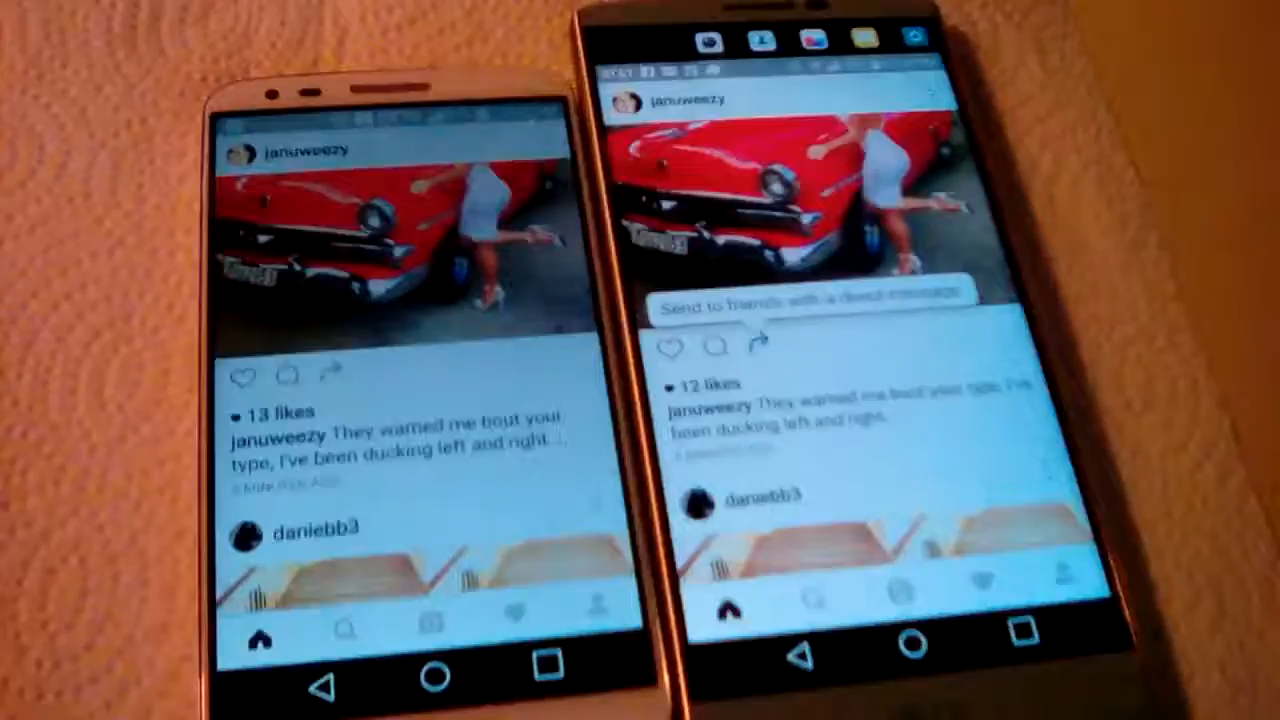 januweezy
13 likes
januweezy They warned me bout your
type, I've been ducking left and right....
daniebb3
januweezy
Send to friends with a direct message
12 likes
januweezy They warned me bout your type, I've
been ducking left and right.
daniebb3